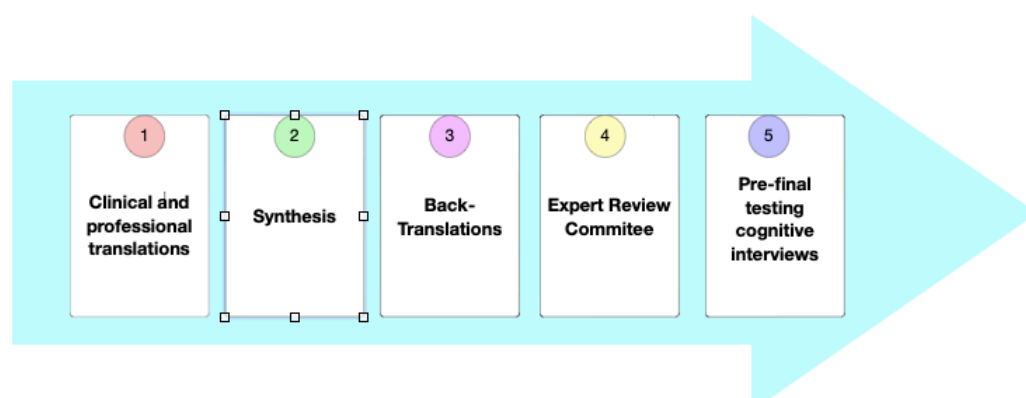 1
Clinical and
professional
translations
2
Synthesis
3
Back-
Translations
4
Expert Review
Commitee
5
Pre-final
testing
cognitive
interviews